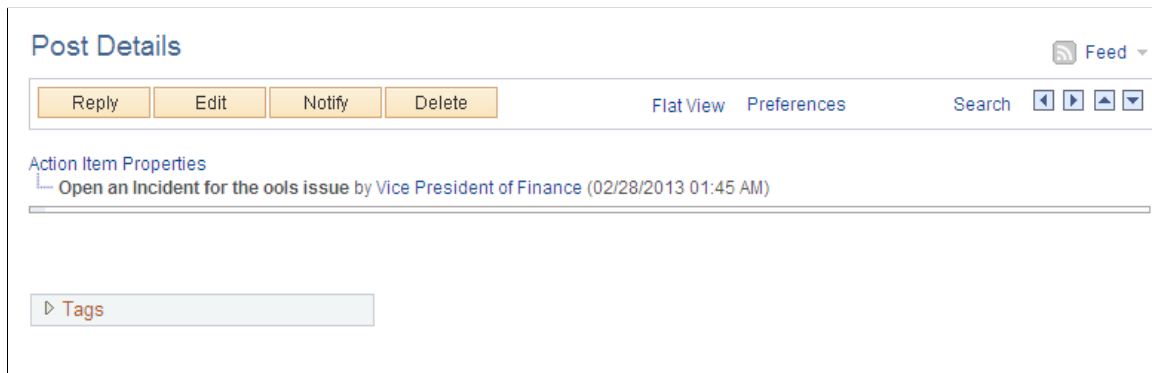 Post Details
Feed
Reply Edit Notify Delete Flat View Preferences Search
Action Item Properties
Open an Incident for the ools issue by Vice President of Finance (02/28/2013 01:45 AM)
Tags